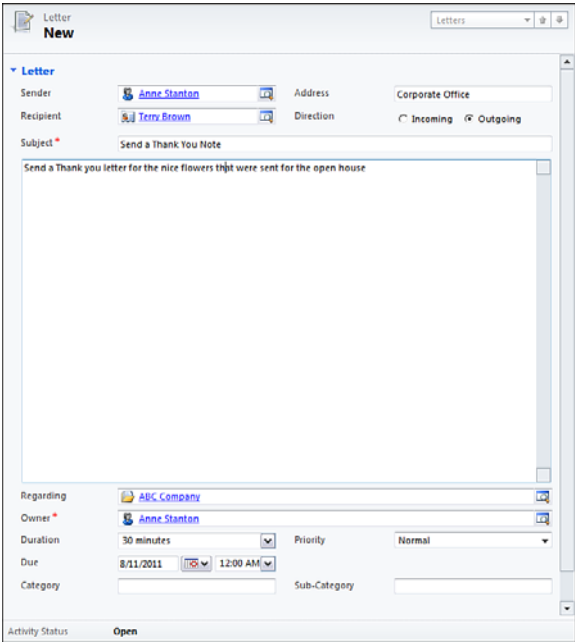 Letter
New
Letters
Letter
Sender Anne Stanton Address Corporate Office
Recipient Terry Brown Direction Incoming Outgoing
Subject * Send a Thank You Note
Send a Thank you letter for the nice flowers that were sent for the open house
Regarding ABC Company
Owner * Anne Stanton
Duration 30 minutes Priority Normal
Due 8/11/2011 12:00 AM
Category Sub-Category
Activity Status Open